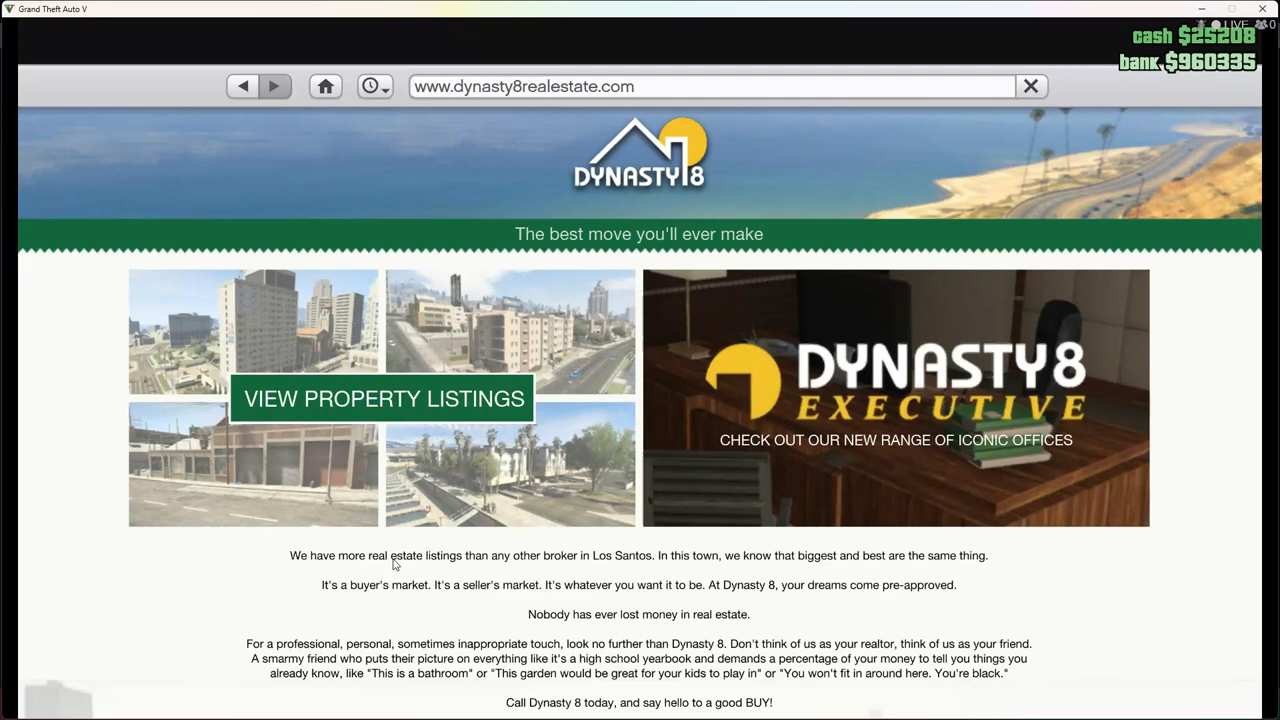 Grand Theft Auto V
LIVE 0
cash $25208
bank $960335
www.dynasty8realestate.com
DYNASTY8
The best move you'll ever make
VIEW PROPERTY LISTINGS
DYNASTY8
EXECUTIVE
CHECK OUT OUR NEW RANGE OF ICONIC OFFICES
We have more real estate listings than any other broker in Los Santos. In this town, we know that biggest and best are the same thing.
It's a buyer's market. It's a seller's market. It's whatever you want it to be. At Dynasty 8, your dreams come pre-approved.
Nobody has ever lost money in real estate.
For a professional, personal, sometimes inappropriate touch, look no further than Dynasty 8. Don't think of us as your realtor, think of us as your friend.
A smarmy friend who puts their picture on everything like it's a high school yearbook and demands a percentage of your money to tell you things you
already know, like "This is a bathroom" or "This garden would be great for your kids to play in" or "You won't fit in around here. You're black."
Call Dynasty 8 today, and say hello to a good BUY!